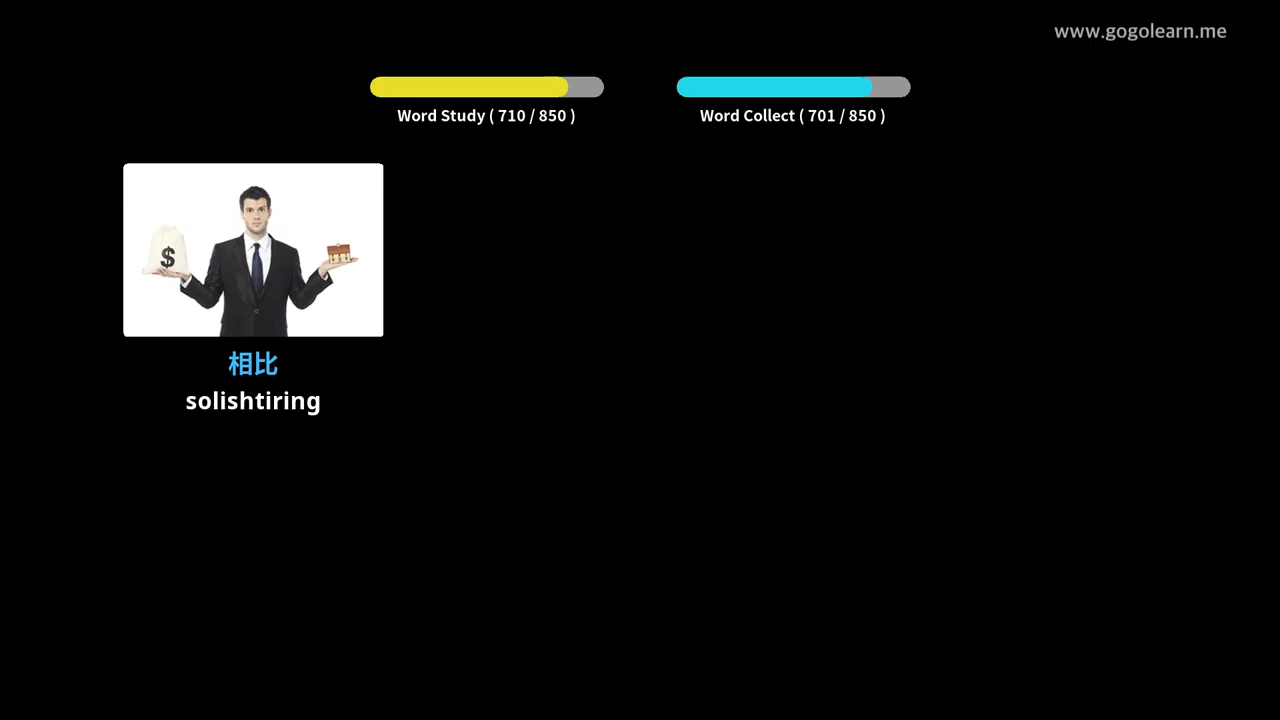 www.gogolearn.me
Word Study ( 710 / 850 )
Word Collect ( 701 / 850 )
$
相比
solishtiring